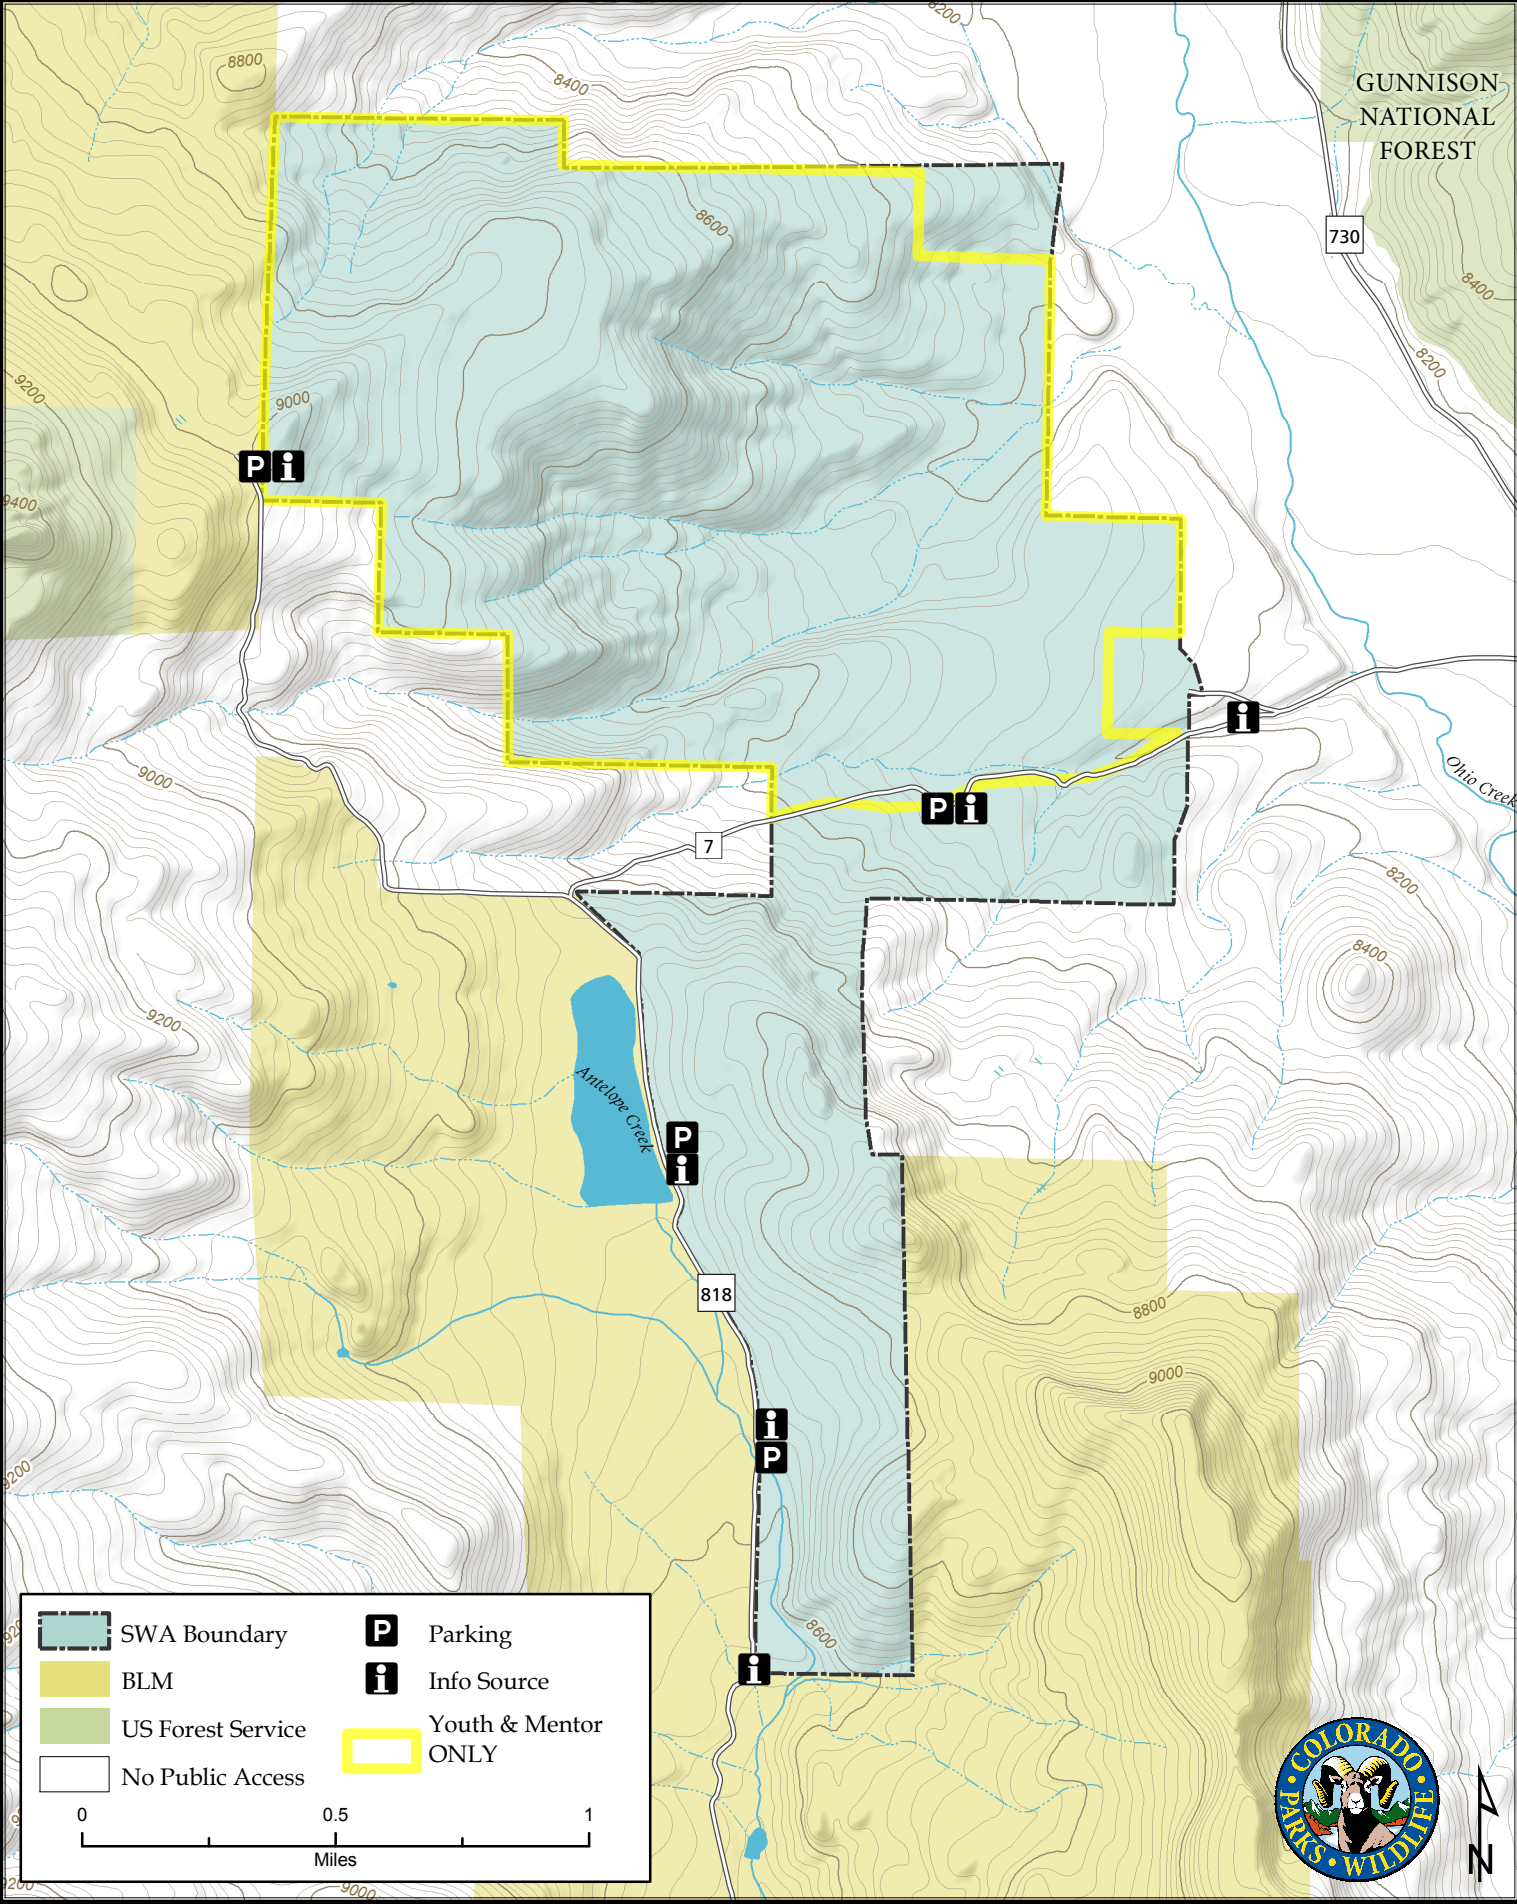 8200
8800
8400
GUNNISON
NATIONAL
FOREST
8600
730
8400
8200
9200
9000
P i
9400
i
Ohio Creek
9000
P i
7
8200
8400
9200
Antelope Creek
P
i
818
8800
9000
i
P
9200
8600
i
SWA Boundary
BLM
US Forest Service
No Public Access
P Parking
i Info Source
Youth & Mentor
ONLY
0 0.5 1
Miles
9200
9000
COLORADO
PARKS • WILDLIFE
N